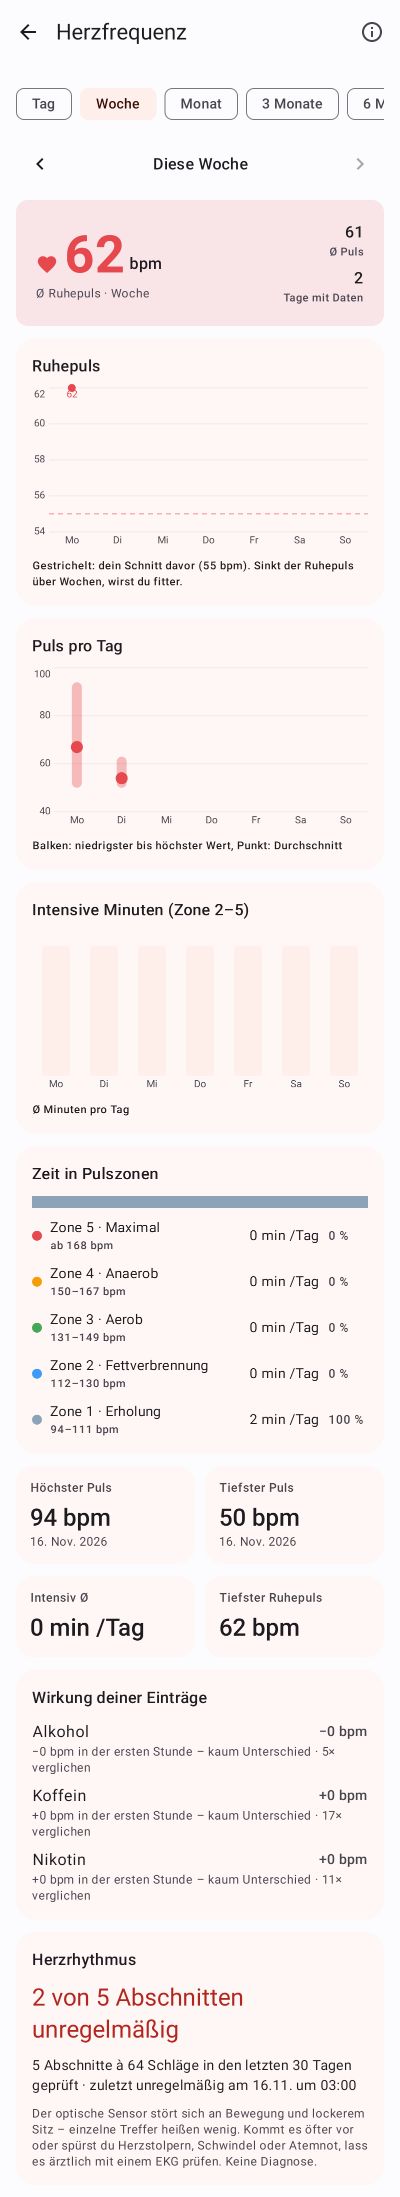 Herzfrequenz
Tag Woche Monat 3 Monate 6 M
Diese Woche
62 bpm
Ø Ruhepuls · Woche
61
Ø Puls
2
Tage mit Daten
Ruhepuls
62
62
60
58
56
54
Mo Di Mi Do Fr Sa So
Gestrichelt: dein Schnitt davor (55 bpm). Sinkt der Ruhepuls
über Wochen, wirst du fitter.
Puls pro Tag
100
80
60
40
Mo Di Mi Do Fr Sa So
Balken: niedrigster bis höchster Wert, Punkt: Durchschnitt
Intensive Minuten (Zone 2–5)
Mo Di Mi Do Fr Sa So
Ø Minuten pro Tag
Zeit in Pulszonen
Zone 5 · Maximal
ab 168 bpm
0 min /Tag 0 %
Zone 4 · Anaerob
150–167 bpm
0 min /Tag 0 %
Zone 3 · Aerob
131–149 bpm
0 min /Tag 0 %
Zone 2 · Fettverbrennung
112–130 bpm
0 min /Tag 0 %
Zone 1 · Erholung
94–111 bpm
2 min /Tag 100 %
Höchster Puls
94 bpm
16. Nov. 2026
Tiefster Puls
50 bpm
16. Nov. 2026
Intensiv Ø
0 min /Tag
Tiefster Ruhepuls
62 bpm
Wirkung deiner Einträge
Alkohol −0 bpm
−0 bpm in der ersten Stunde – kaum Unterschied · 5×
verglichen
Koffein +0 bpm
+0 bpm in der ersten Stunde – kaum Unterschied · 17×
verglichen
Nikotin +0 bpm
+0 bpm in der ersten Stunde – kaum Unterschied · 11×
verglichen
Herzrhythmus
2 von 5 Abschnitten
unregelmäßig
5 Abschnitte à 64 Schläge in den letzten 30 Tagen
geprüft · zuletzt unregelmäßig am 16.11. um 03:00
Der optische Sensor stört sich an Bewegung und lockerem
Sitz – einzelne Treffer heißen wenig. Kommt es öfter vor
oder spürst du Herzstolpern, Schwindel oder Atemnot, lass
es ärztlich mit einem EKG prüfen. Keine Diagnose.